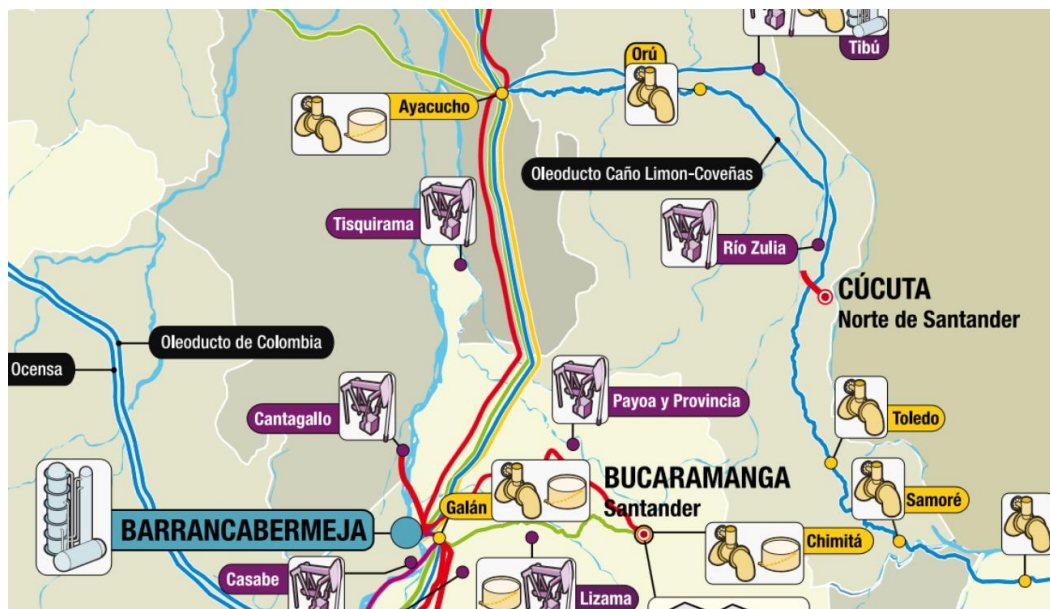 Tibú
Orú
Ayacucho
Oleoducto Caño Limon-Coveñas
Tisquirama
Río Zulia
CÚCUTA
Norte de Santander
Oleoducto de Colombia
Ocensa
Payoa y Provincia
Cantagallo
Toledo
BUCARAMANGA
Santander
Galán
Samoré
BARRANCABERMEJA
Chimitá
Casabe
Lizama